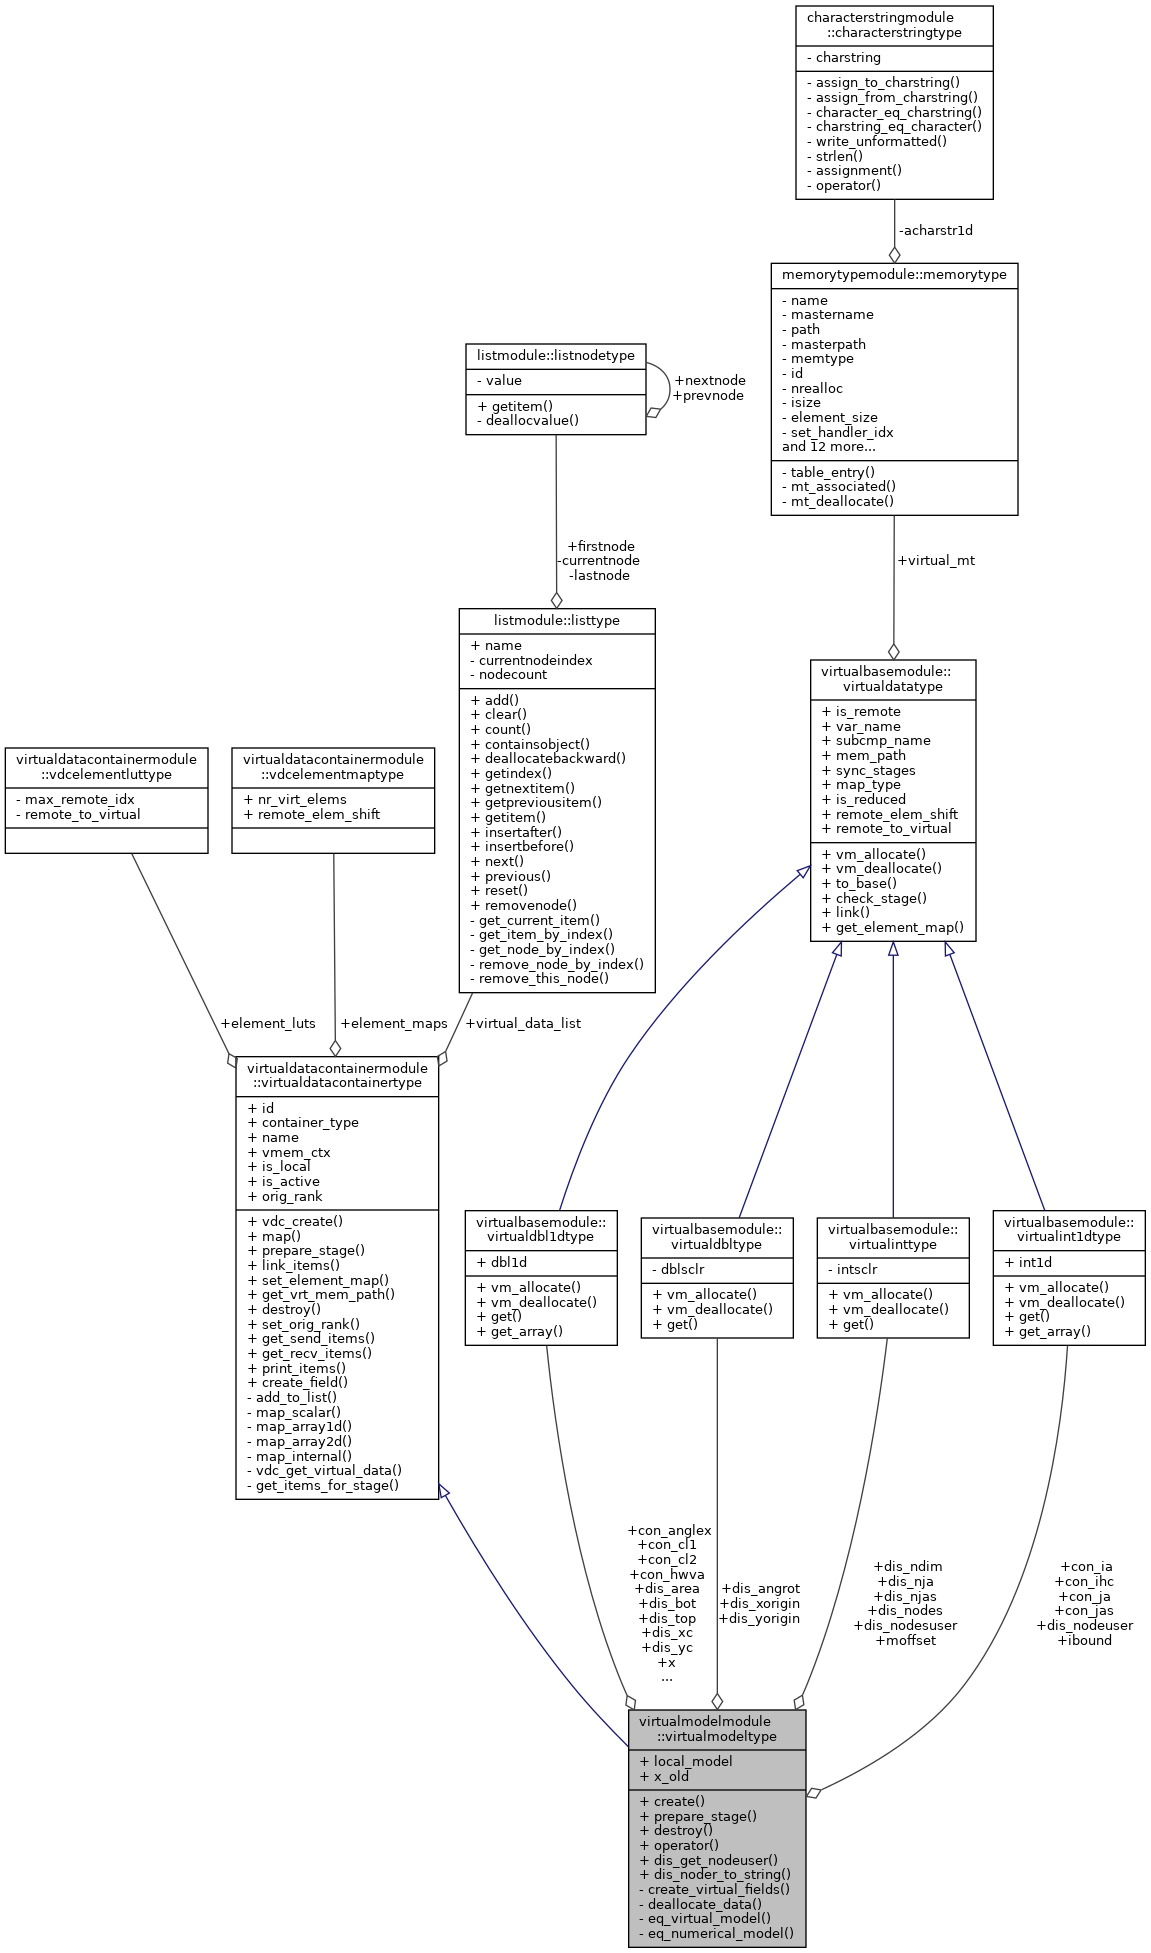 characterstringmodule
::characterstringtype
- charstring
- assign_to_charstring()
- assign_from_charstring()
- character_eq_charstring()
- charstring_eq_character()
- write_unformatted()
- strlen()
- assignment()
- operator()
-acharstr1d
memorytypemodule::memorytype
- name
- mastername
- path
- masterpath
- memtype
- id
- nrealloc
- isize
- element_size
- set_handler_idx
and 12 more...
- table_entry()
- mt_associated()
- mt_deallocate()
listmodule::listnodetype
- value
+ getitem()
- deallocvalue()
+nextnode
+prevnode
+firstnode
-currentnode
-lastnode
+virtual_mt
listmodule::listtype
+ name
- currentnodeindex
- nodecount
+ add()
+ clear()
+ count()
+ containsobject()
+ deallocatebackward()
+ getindex()
+ getnextitem()
+ getpreviousitem()
+ getitem()
+ insertafter()
+ insertbefore()
+ next()
+ previous()
+ reset()
+ removenode()
- get_current_item()
- get_item_by_index()
- get_node_by_index()
- remove_node_by_index()
- remove_this_node()
virtualbasemodule::
virtualdatatype
+ is_remote
+ var_name
+ subcmp_name
+ mem_path
+ sync_stages
+ map_type
+ is_reduced
+ remote_elem_shift
+ remote_to_virtual
+ vm_allocate()
+ vm_deallocate()
+ to_base()
+ check_stage()
+ link()
+ get_element_map()
virtualdatacontainermodule
::vdcelementluttype
- max_remote_idx
- remote_to_virtual
virtualdatacontainermodule
::vdcelementmaptype
+ nr_virt_elems
+ remote_elem_shift
+element_luts
+element_maps
+virtual_data_list
virtualdatacontainermodule
::virtualdatacontainertype
+ id
+ container_type
+ name
+ vmem_ctx
+ is_local
+ is_active
+ orig_rank
+ vdc_create()
+ map()
+ prepare_stage()
+ link_items()
+ set_element_map()
+ get_vrt_mem_path()
+ destroy()
+ set_orig_rank()
+ get_send_items()
+ get_recv_items()
+ print_items()
+ create_field()
- add_to_list()
- map_scalar()
- map_array1d()
- map_array2d()
- map_internal()
- vdc_get_virtual_data()
- get_items_for_stage()
virtualbasemodule::
virtualdbl1dtype
+ dbl1d
+ vm_allocate()
+ vm_deallocate()
+ get()
+ get_array()
virtualbasemodule::
virtualdbltype
- dblsclr
+ vm_allocate()
+ vm_deallocate()
+ get()
virtualbasemodule::
virtualinttype
- intsclr
+ vm_allocate()
+ vm_deallocate()
+ get()
virtualbasemodule::
virtualint1dtype
+ int1d
+ vm_allocate()
+ vm_deallocate()
+ get()
+ get_array()
+con_anglex
+con_cl1
+con_cl2
+con_hwva
+dis_area
+dis_bot
+dis_top
+dis_xc
+dis_yc
+x
...
+dis_angrot
+dis_xorigin
+dis_yorigin
+dis_ndim
+dis_nja
+dis_njas
+dis_nodes
+dis_nodesuser
+moffset
+con_ia
+con_ihc
+con_ja
+con_jas
+dis_nodeuser
+ibound
virtualmodelmodule
::virtualmodeltype
+ local_model
+ x_old
+ create()
+ prepare_stage()
+ destroy()
+ operator()
+ dis_get_nodeuser()
+ dis_noder_to_string()
- create_virtual_fields()
- deallocate_data()
- eq_virtual_model()
- eq_numerical_model()